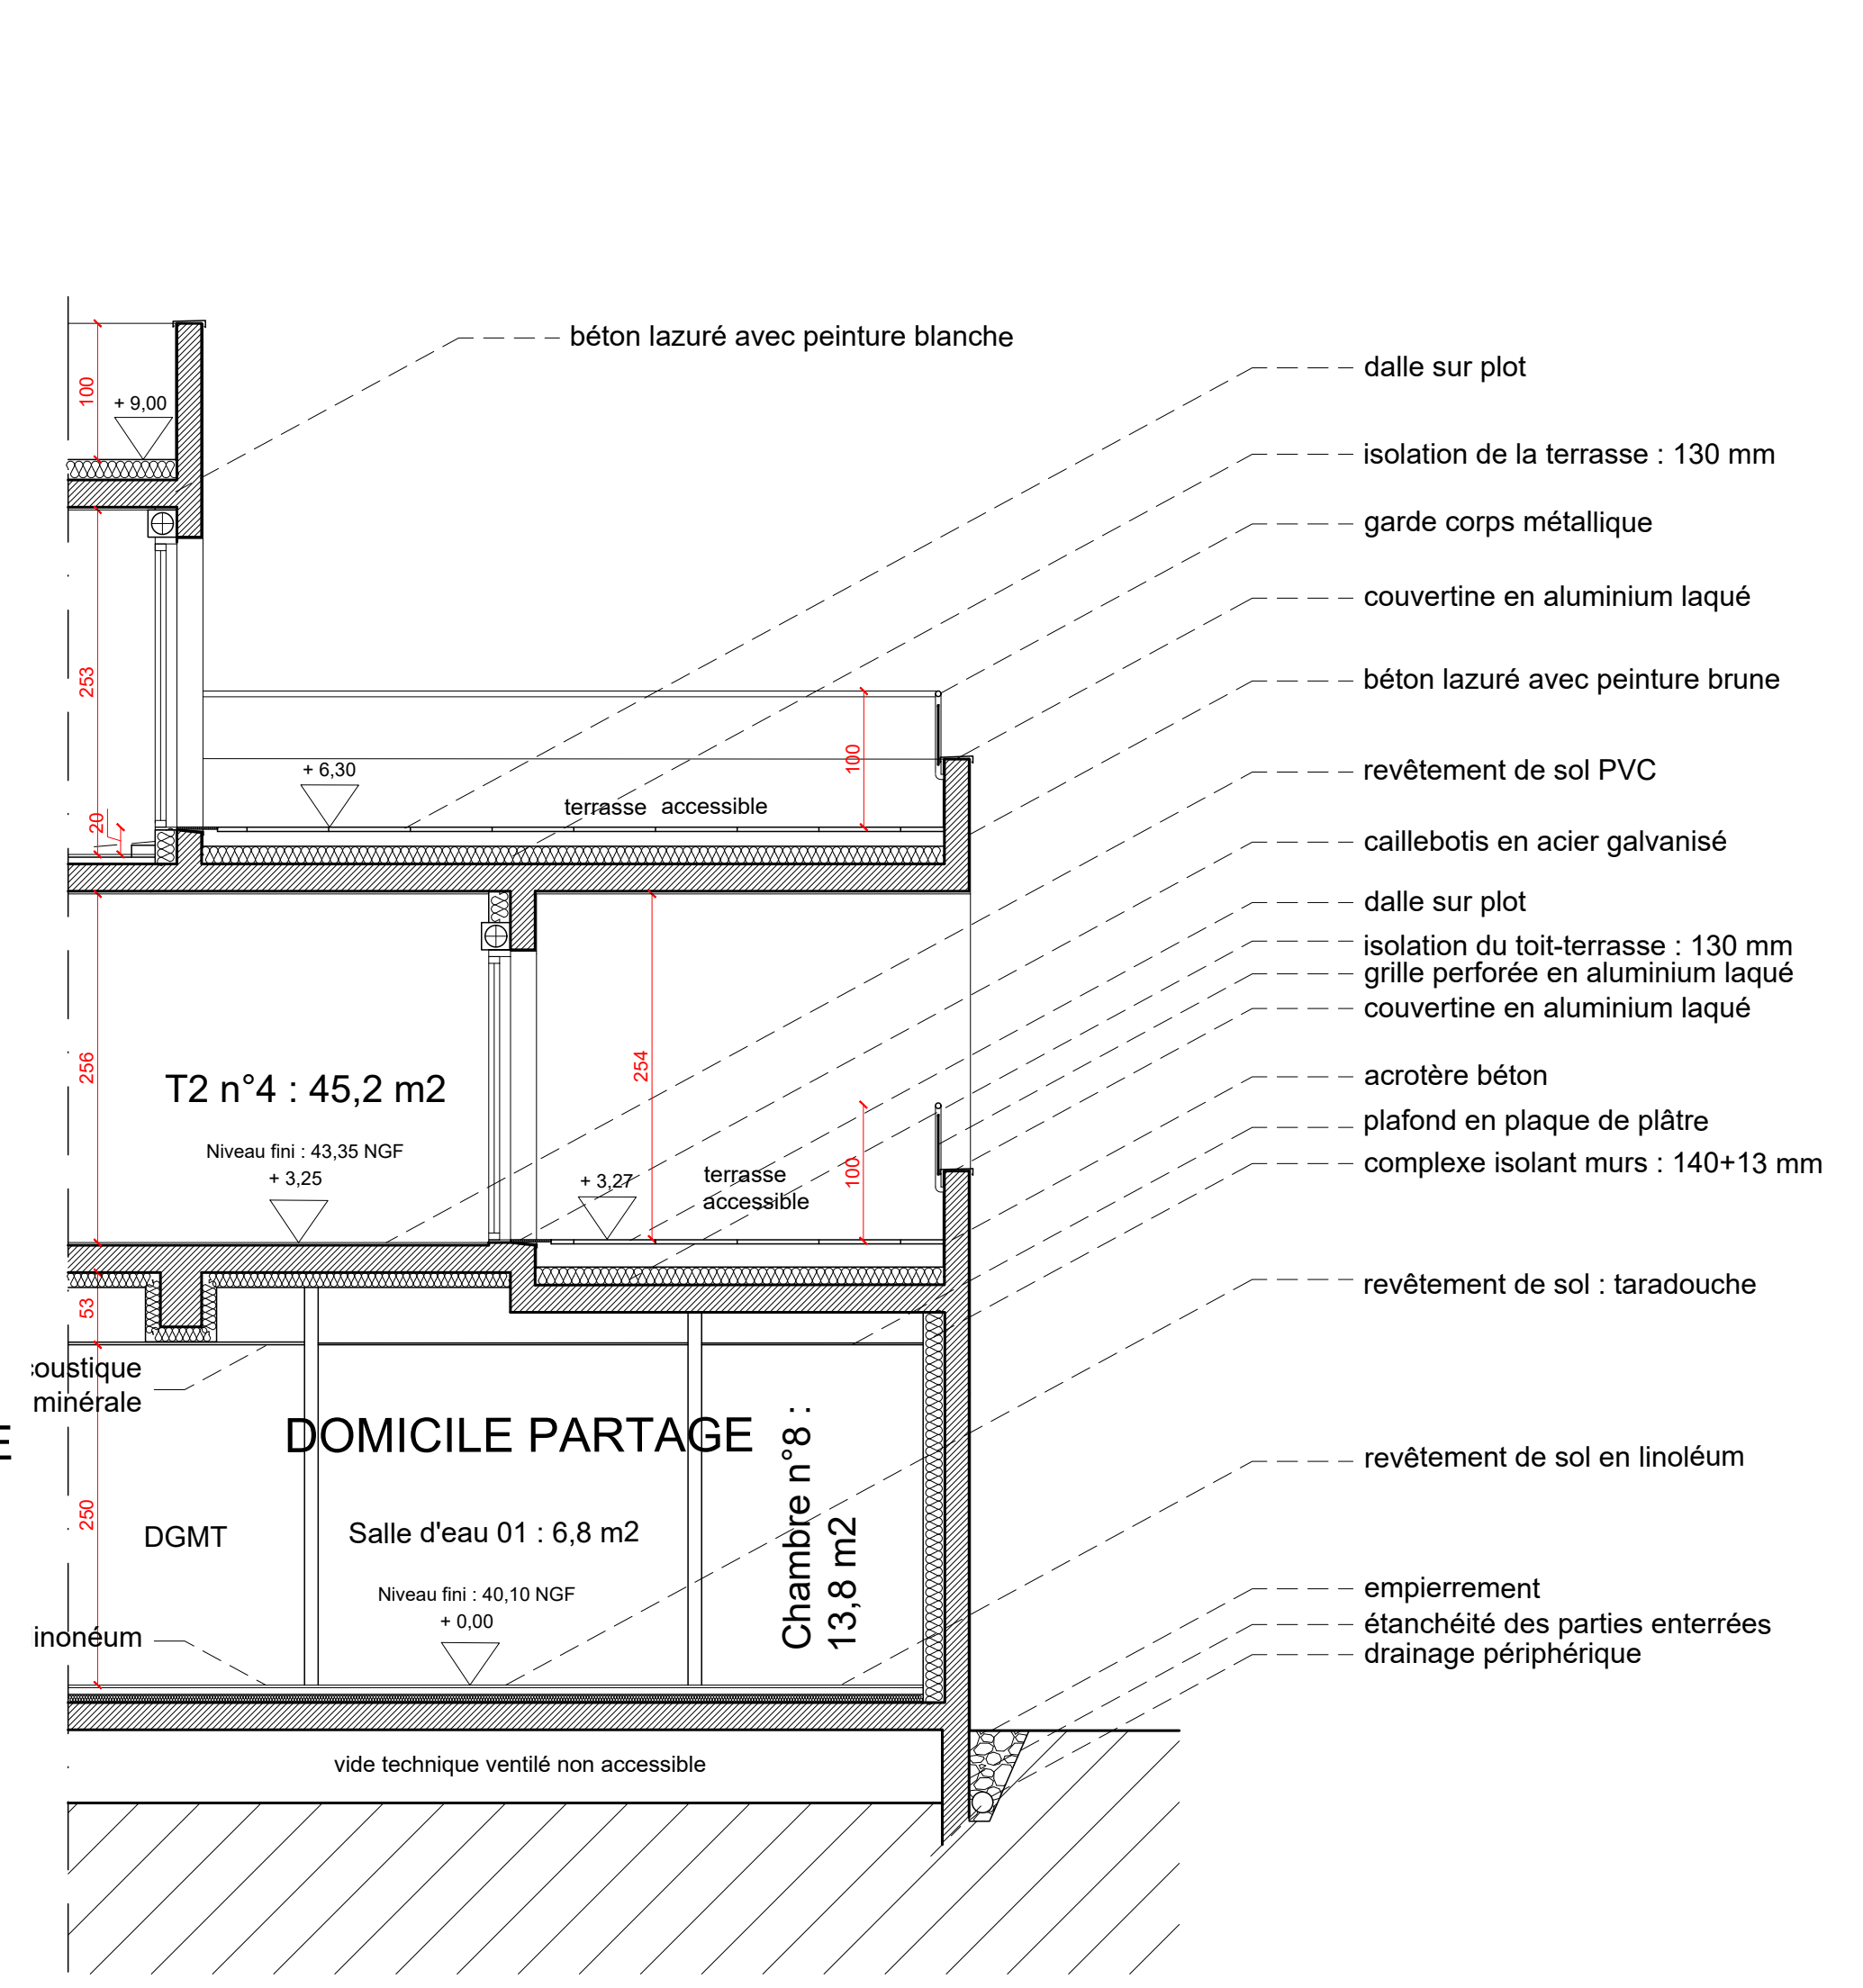 béton lazuré avec peinture blanche
dalle sur plot
100
+ 9,00
isolation de la terrasse : 130 mm
garde corps métallique
couvertine en aluminium laqué
253
béton lazuré avec peinture brune
100
+ 6,30
revêtement de sol PVC
terrasse accessible
20
caillebotis en acier galvanisé
dalle sur plot
isolation du toit-terrasse : 130 mm
grille perforée en aluminium laqué
couvertine en aluminium laqué
256
254
T2 n°4 : 45,2 m2
acrotère béton
plafond en plaque de plâtre
Niveau fini : 43,35 NGF
+ 3,25
complexe isolant murs : 140+13 mm
+ 3,27
terrasse
accessible
100
revêtement de sol : taradouche
53
coustique
minérale
DOMICILE PARTAGE
E
Chambre n°8 :
13,8 m2
revêtement de sol en linoléum
250
DGMT
Salle d'eau 01 : 6,8 m2
Niveau fini : 40,10 NGF
+ 0,00
empierrement
étanchéité des parties enterrées
inonéum
drainage périphérique
vide technique ventilé non accessible